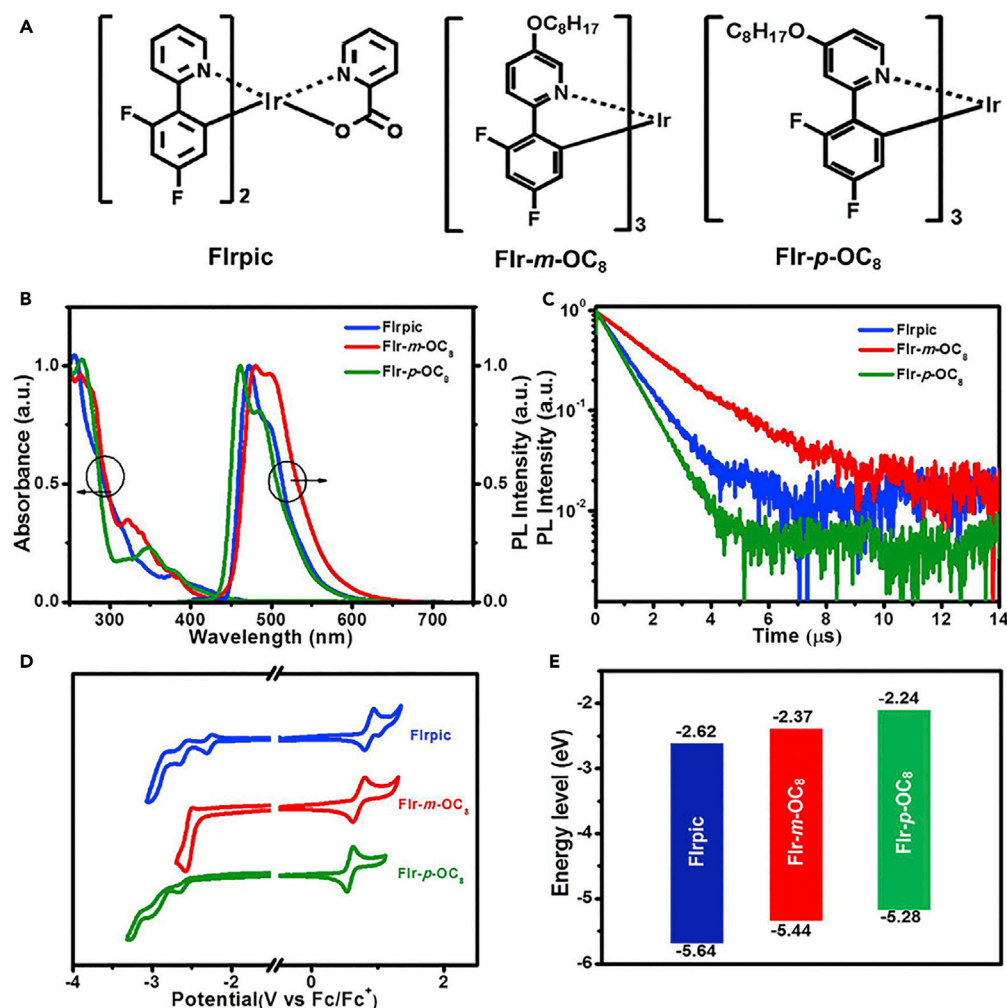 A
N
Ir
N
O
O
F
F
2
FIrpic
OC8H17
N
Ir
F
F
3
FIr-m-OC8
C8H17O
N
Ir
F
F
3
FIr-p-OC8
B
FIrpic
FIr-m-OC8
FIr-p-OC8
1.0
0.5
0.0
Absorbance (a.u.)
1.0
0.5
0.0
PL Intensity (a.u.)
300 400 500 600 700
Wavelength (nm)
C
FIrpic
FIr-m-OC8
FIr-p-OC8
10^0
10^-1
10^-2
PL Intensity (a.u.)
0 2 4 6 8 10 12 14
Time (μs)
D
FIrpic
FIr-m-OC8
FIr-p-OC8
-4 -3 -2 -1 0 1 2
Potential(V vs Fc/Fc+)
E
-2
-3
-4
-5
-6
Energy level (eV)
-2.62
FIrpic
-5.64
-2.37
FIr-m-OC8
-5.44
-2.24
FIr-p-OC8
-5.28